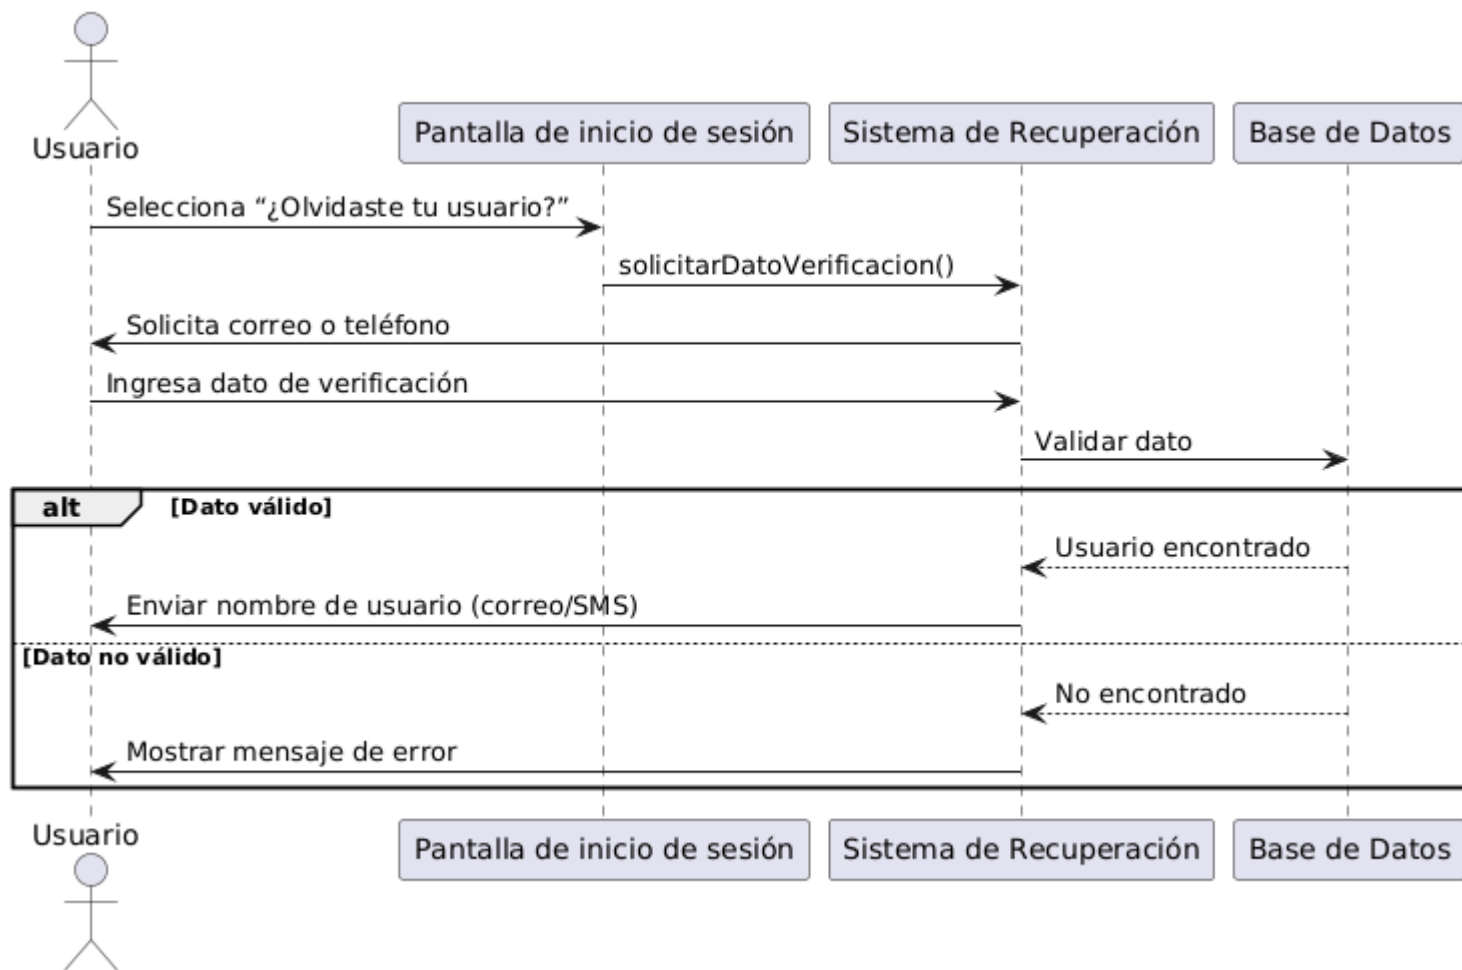 Usuario
Pantalla de inicio de sesión
Sistema de Recuperación
Base de Datos
Selecciona “¿Olvidaste tu usuario?”
solicitarDatoVerificacion()
Solicita correo o teléfono
Ingresa dato de verificación
Validar dato
alt [Dato válido]
Usuario encontrado
Enviar nombre de usuario (correo/SMS)
[Dato no válido]
No encontrado
Mostrar mensaje de error
Usuario
Pantalla de inicio de sesión
Sistema de Recuperación
Base de Datos